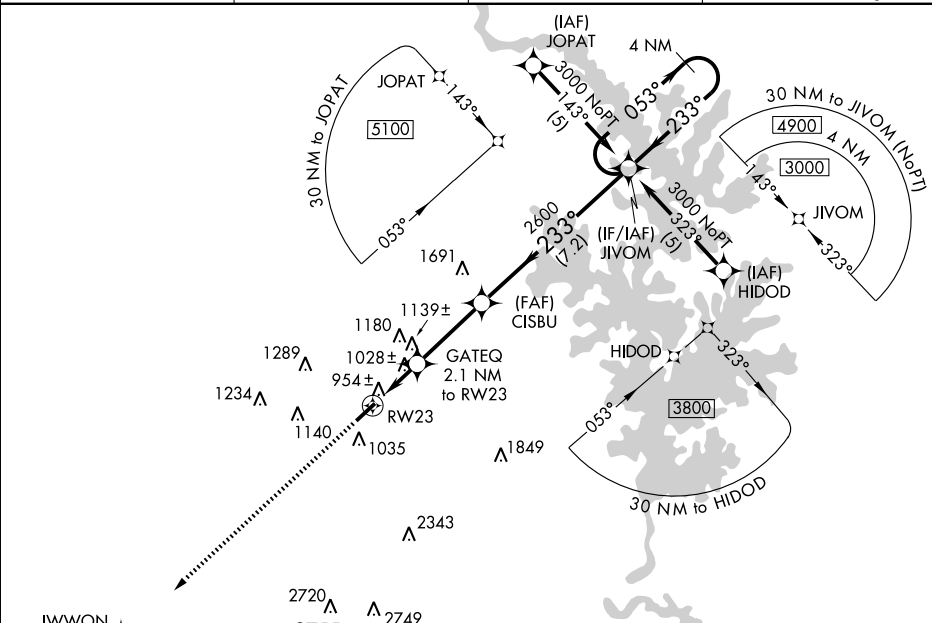 (IAF)
JOPAT
4 NM
3000 NoPT
143°
(5)
053°
233°
JOPAT
143°
5100
30 NM to JOPAT
053°
30 NM to JIVOM (NoPT)
4900
4 NM
3000
143°
JIVOM
323°
3000 NoPT
323°
(5)
(IF/IAF)
JIVOM
(IAF)
HIDOD
2600
233°
(7.2)
1691
(FAF)
CISBU
1139±
1180
1028±
GATEQ
2.1 NM
to RW23
1289
954±
1234
RW23
1140
1035
HIDOD
323°
3800
053°
30 NM to HIDOD
1849
2343
2720
2749